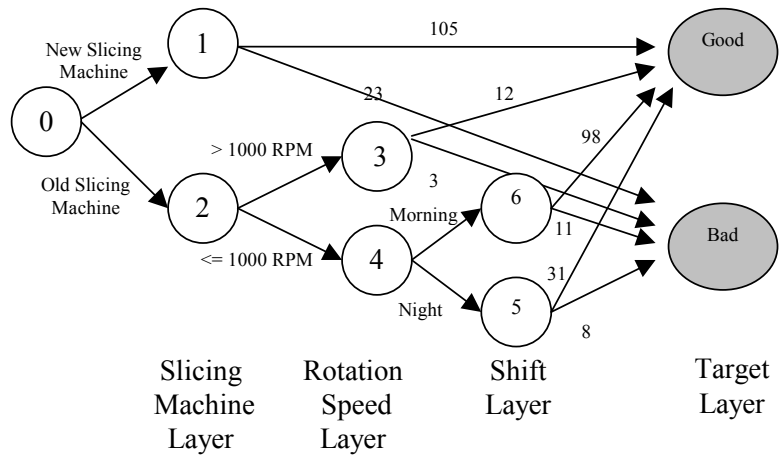 105
Good
1
New Slicing
Machine
23
12
0
> 1000 RPM
3
98
Old Slicing
Machine
3
2
6
Morning
11
Bad
<= 1000 RPM
4
31
Night
5
8
Slicing
Machine
Layer
Rotation
Speed
Layer
Shift
Layer
Target
Layer